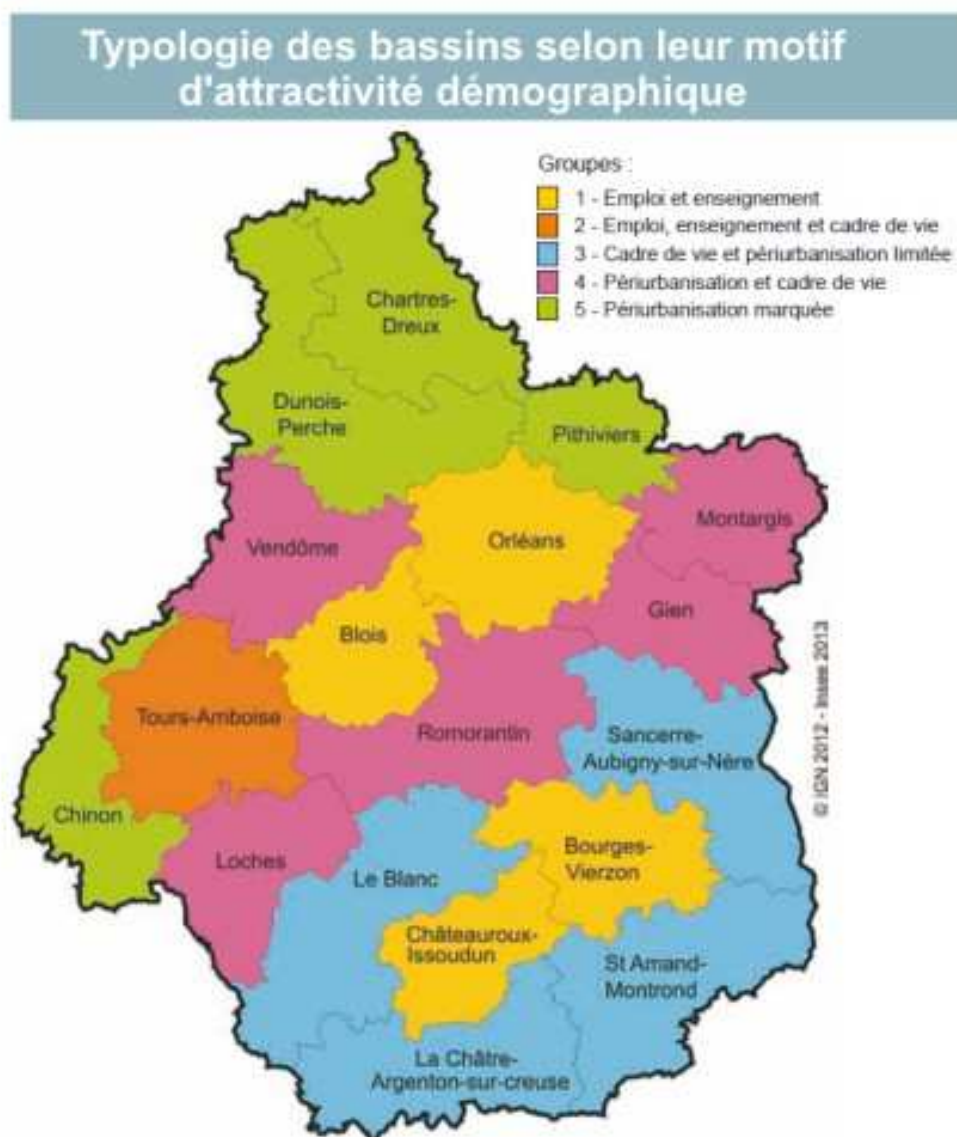 Typologie des bassins selon leur motif
d'attractivité démographique
Groupes :
1 - Emploi et enseignement
2 - Emploi, enseignement et cadre de vie
3 - Cadre de vie et périurbanisation limitée
4 - Périurbanisation et cadre de vie
5 - Périurbanisation marquée
Chartres-
Dreux
Dunois-
Perche
Pithiviers
Montargis
Orléans
Vendôme
Gien
Blois
Tours-Amboise
Romorantin
Sancerre-
Aubigny-sur-Nère
© IGN 2012 - Insee 2013
Chinon
Loches
Le Blanc
Bourges-
Vierzon
Châteauroux-
Issoudun
St Amand-
Montrond
La Châtre-
Argenton-sur-creuse